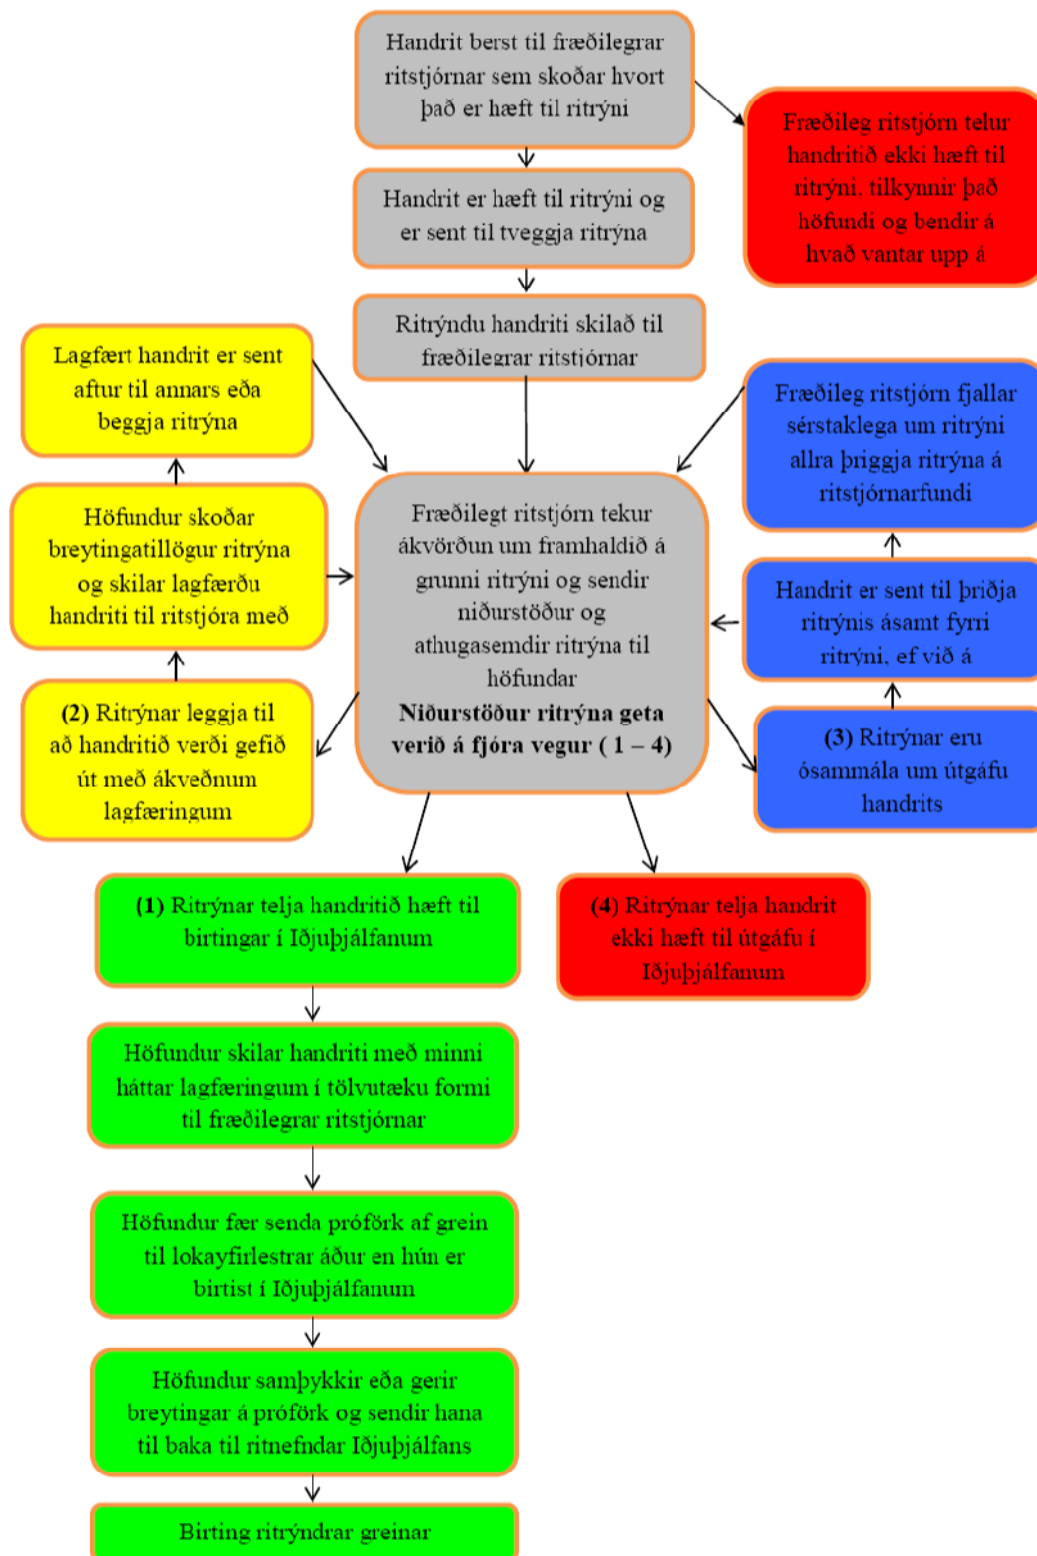 Handrit berst til fræðilegrar
ritstjórnar sem skoðar hvort
það er hæft til ritrýni
Fræðileg ritstjórn telur
handritið ekki hæft til
ritrýni, tilkynnir það
höfundi og bendir á
hvað vantar upp á
Handrit er hæft til ritrýni og
er sent til tveggja ritrýna
Ritrýndu handriti skilað til
fræðilegrar ritstjórnar
Lagfært handrit er sent
aftur til annars eða
beggja ritrýna
Höfundur skoðar
breytingatillögur ritrýna
og skilar lagfærðu
handriti til ritstjóra með
(2) Ritrýnar leggja til
að handritið verði gefið
út með ákveðnum
lagfæringum
Fræðilegt ritstjórn tekur
ákvörðun um framhaldið á
grunni ritrýni og sendir
niðurstöður og
athugasemdir ritrýna til
höfundar
Niðurstöður ritrýna geta
verið á fjóra vegur ( 1 – 4)
Fræðileg ritstjórn fjallar
sérstaklega um ritrýni
allra þriggja ritrýna á
ritstjórnarfundi
Handrit er sent til þriðja
ritrýnis ásamt fyrri
ritrýni, ef við á
(3) Ritrýnar eru
ósammála um útgáfu
handrits
(1) Ritrýnar telja handritið hæft til
birtingar í Iðjuþjálfanum
(4) Ritrýnar telja handrit
ekki hæft til útgáfu í
Iðjuþjálfanum
Höfundur skilar handriti með minni
háttar lagfæringum í tölvutæku formi
til fræðilegrar ritstjórnar
Höfundur fær senda próförk af grein
til lokayfirlestrar áður en hún er
birtist í Iðjuþjálfanum
Höfundur samþykkir eða gerir
breytingar á próförk og sendir hana
til baka til ritnefndar Iðjuþjálfans
Birting ritrýndrar greinar